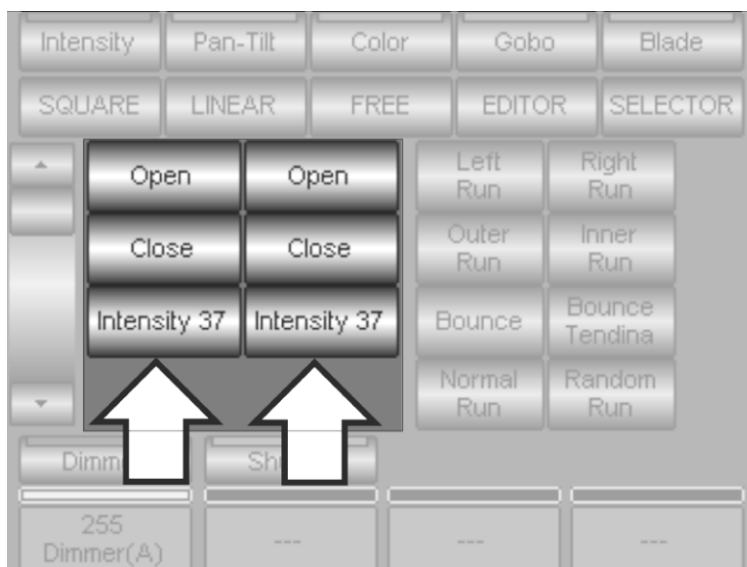 Intensity Pan-Tilt Color Gobo Blade
SQUARE LINEAR FREE EDITOR SELECTOR
Open Open Left Run Right Run
Close Close Outer Run Inner Run
Intensity 37 Intensity 37 Bounce Bounce Tendina
Normal Run Random Run
255 Dimmer(A) --- --- ---